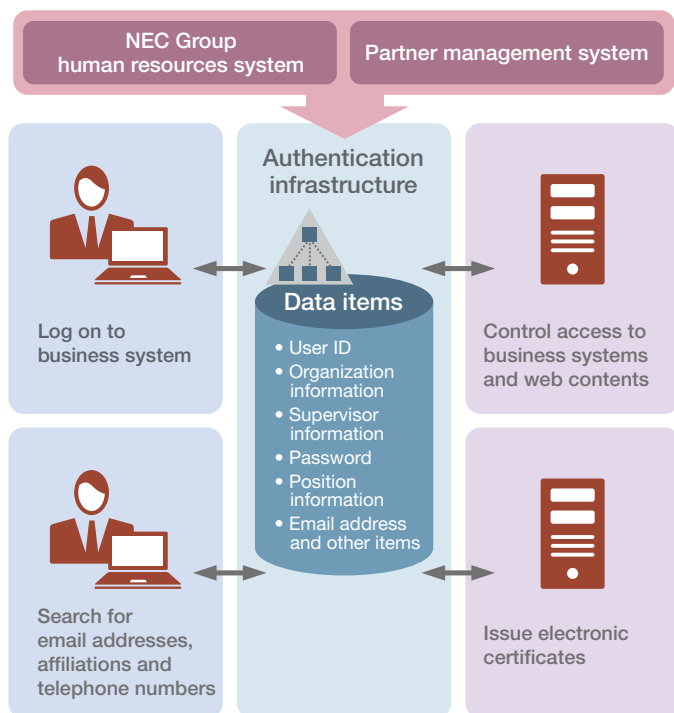 NEC Group
human resources system
Partner management system
Authentication
infrastructure
Data items
• User ID
• Organization
information
• Supervisor
information
• Password
• Position
information
• Email address
and other items
Log on to
business system
Control access to
business systems
and web contents
Search for
email addresses,
affiliations and
telephone numbers
Issue electronic
certificates